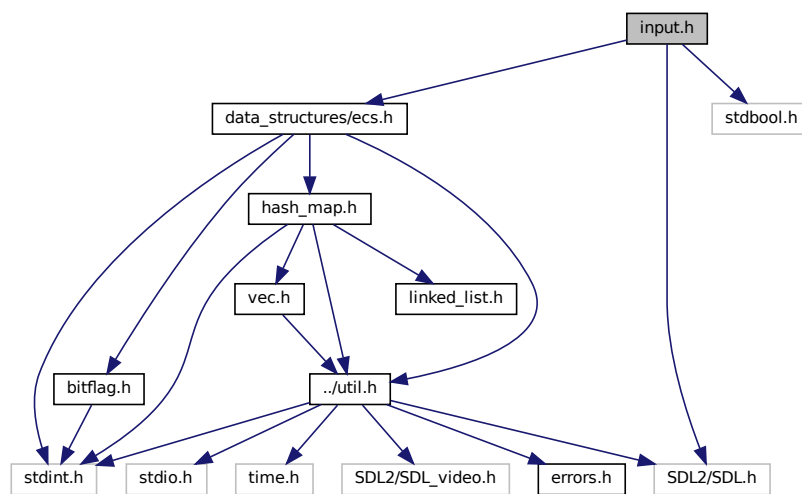 input.h
data_structures/ecs.h
stdbool.h
hash_map.h
vec.h
linked_list.h
bitflag.h
../util.h
stdint.h
stdio.h
time.h
SDL2/SDL_video.h
errors.h
SDL2/SDL.h